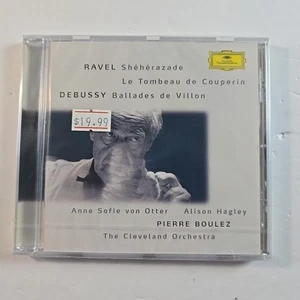 RAVEL Shéhérazade
Le Tombeau de Couperin
DEBUSSY Ballades de Villon
$19.99
Anne Sofie von Otter Alison Hagley
PIERRE BOULEZ
The Cleveland Orchestra